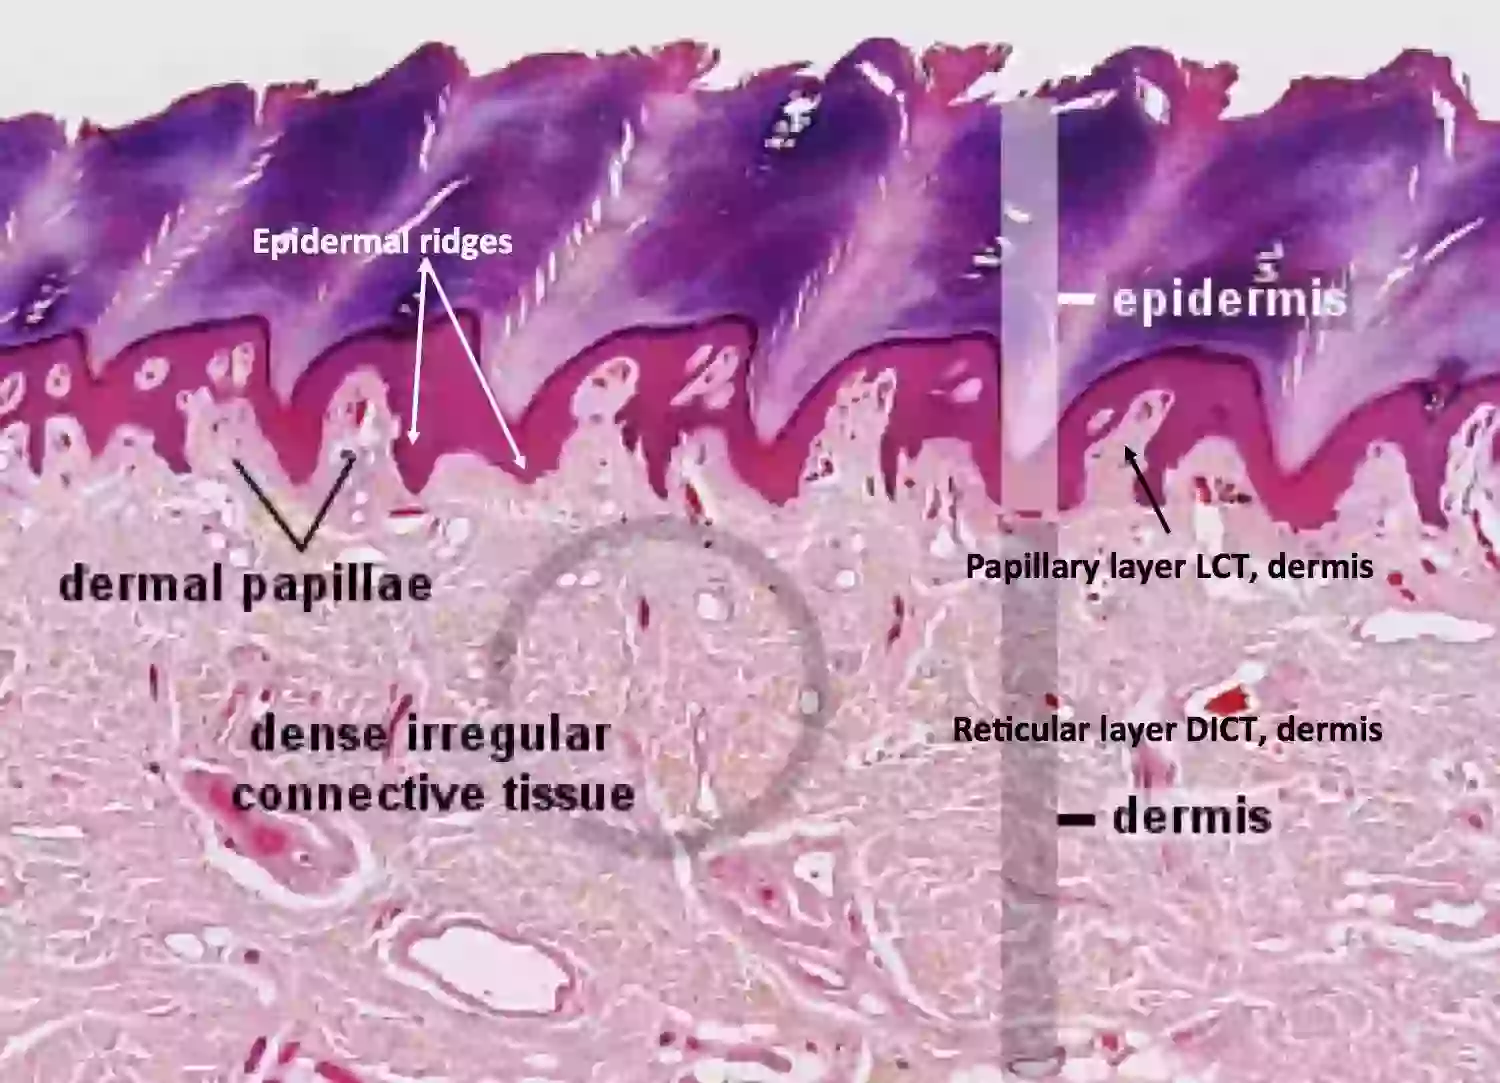 Epidermal ridges
epidermis
dermal papillae
Papillary layer LCT, dermis
dense irregular
connective tissue
Reticular layer DICT, dermis
dermis